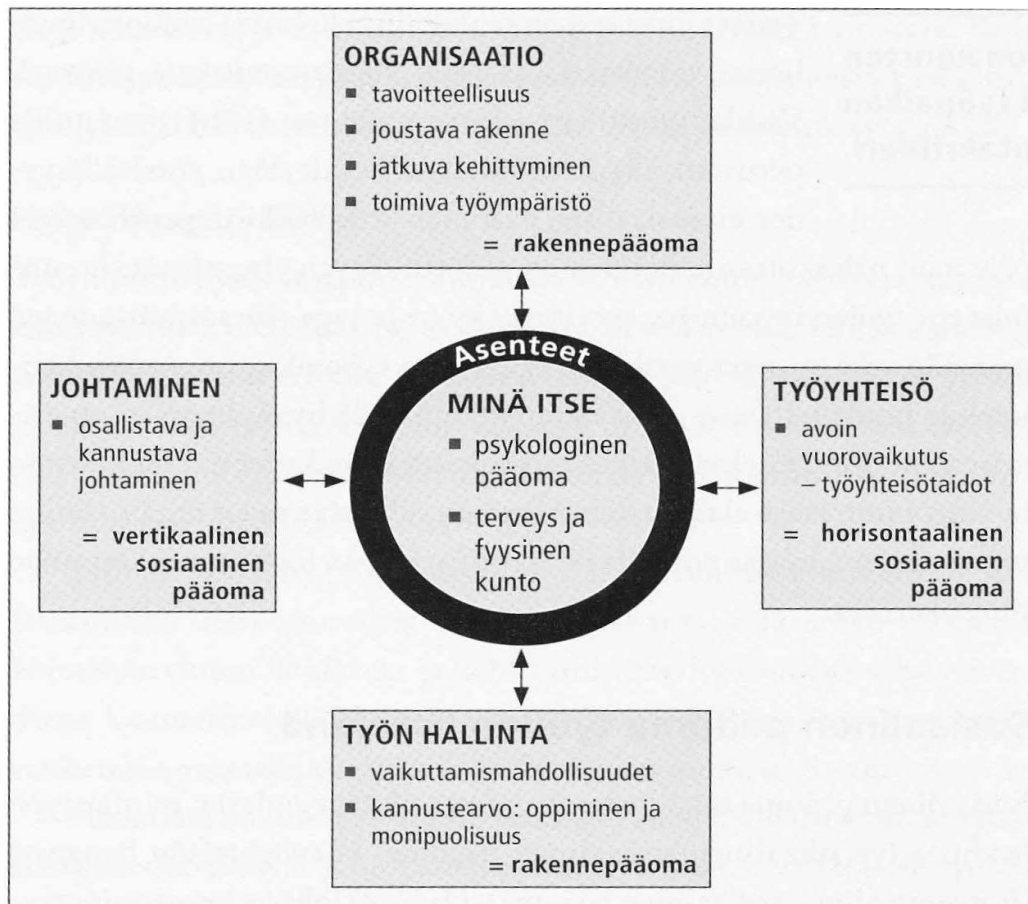 ORGANISAATIO
▪ tavoitteellisuus
▪ joustava rakenne
▪ jatkuva kehittyminen
▪ toimiva työympäristö
= rakennepääoma
Asenteet
JOHTAMINEN
▪ osallistava ja
kannustava
johtaminen
= vertikaalinen
sosiaalinen
pääoma
MINÄ ITSE
▪ psykologinen
pääoma
▪ terveys ja
fyysinen
kunto
TYÖYHTEISÖ
▪ avoin
vuorovaikutus
– työyhteisötaidot
= horisontaalinen
sosiaalinen
pääoma
TYÖN HALLINTA
▪ vaikuttamismahdollisuudet
▪ kannustearvo: oppiminen ja
monipuolisuus
= rakennepääoma